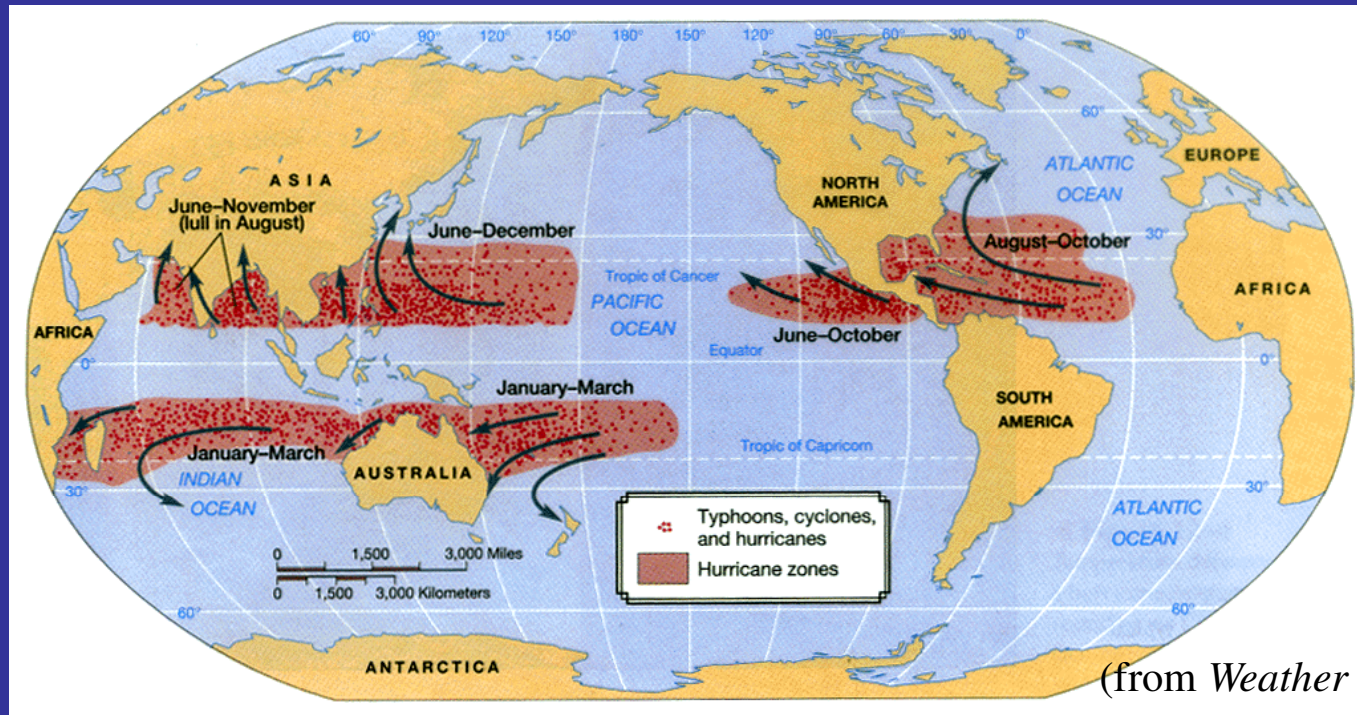 60°
90°
120°
150°
180°
150°
120°
90°
60°
30°
0°
60°
ATLANTIC
OCEAN
EUROPE
ASIA
NORTH
AMERICA
June–November
(lull in August)
June–December
30°
August–October
Tropic of Cancer
PACIFIC
OCEAN
AFRICA
AFRICA
June–October
0°
Equator
0°
January–March
SOUTH
AMERICA
January–March
Tropic of Capricorn
AUSTRALIA
INDIAN
OCEAN
30°
30°
30°
ATLANTIC
OCEAN
Typhoons, cyclones,
and hurricanes
Hurricane zones
0 1,500 3,000 Miles
0 1,500 3,000 Kilometers
60°
60°
ANTARCTICA
(from Weather